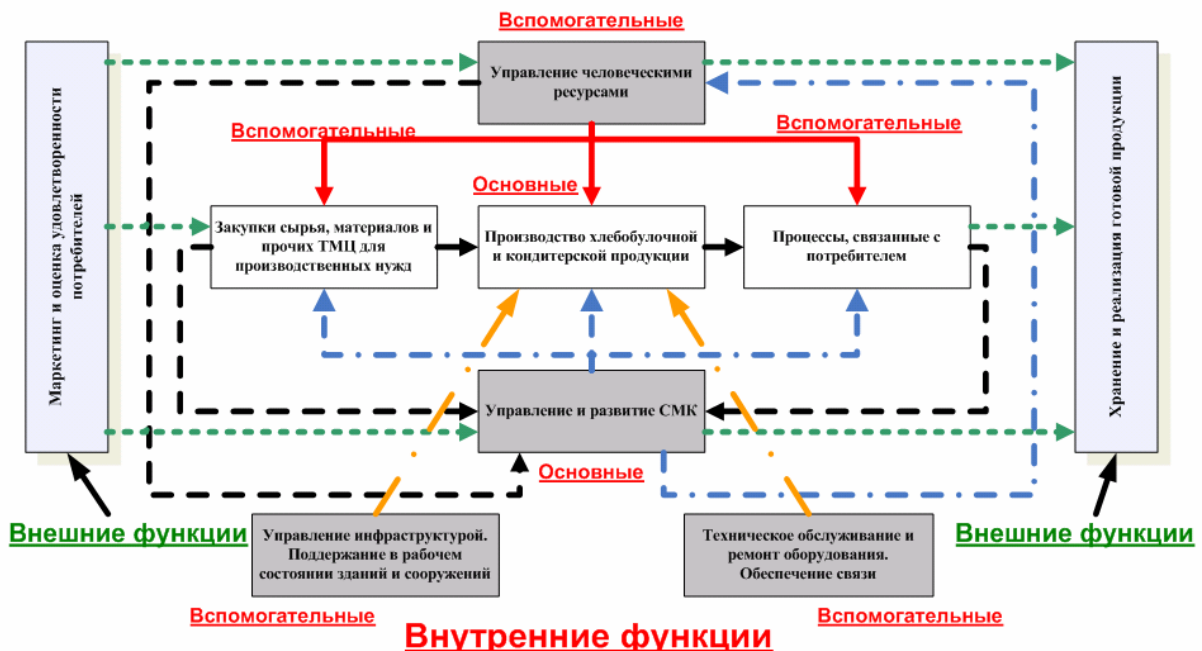 Вспомогательные
Маркетинг и оценка удовлетворенности
потребителей
Управление человеческими
ресурсами
Хранение и реализация готовой продукции
Вспомогательные
Вспомогательные
Основные
Закупки сырья, материалов и
прочих ТМЦ для
производственных нужд
Производство хлебобулочной
и кондитерской продукции
Процессы, связанные с
потребителем
Управление и развитие СМК
Основные
Внешние функции
Внешние функции
Управление инфраструктурой.
Поддержание в рабочем
состоянии зданий и сооружений
Техническое обслуживание и
ремонт оборудования.
Обеспечение связи
Вспомогательные
Вспомогательные
Внутренние функции